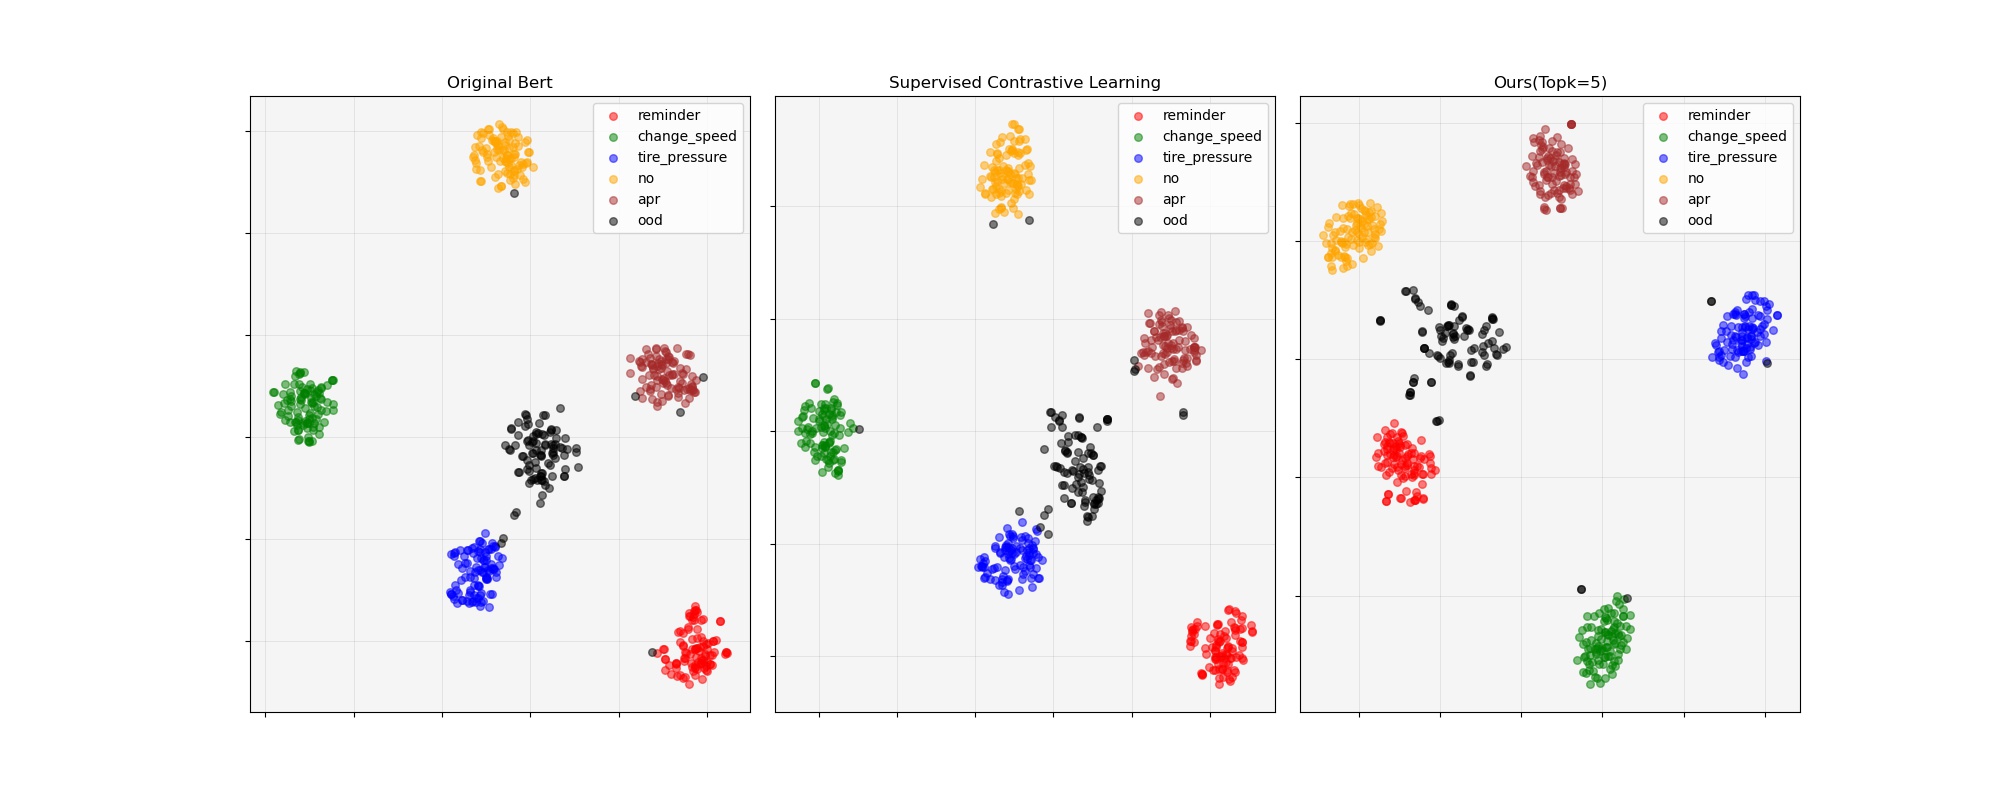 Original Bert
reminder
change_speed
tire_pressure
no
apr
ood
Supervised Contrastive Learning
reminder
change_speed
tire_pressure
no
apr
ood
Ours(Topk=5)
reminder
change_speed
tire_pressure
no
apr
ood